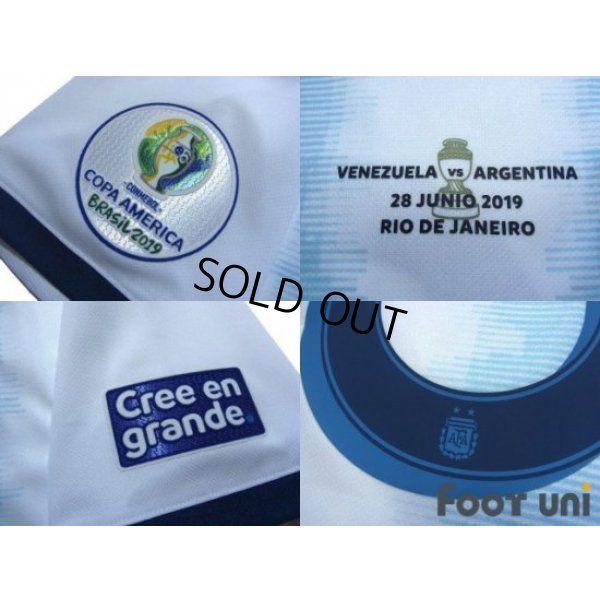 CONMEBOL
COPA AMERICA
BRASIL 2019
VENEZUELA VS ARGENTINA
28 JUNIO 2019
RIO DE JANEIRO
SOLD OUT
Cree en
grande.
AFA
FOOT UNI